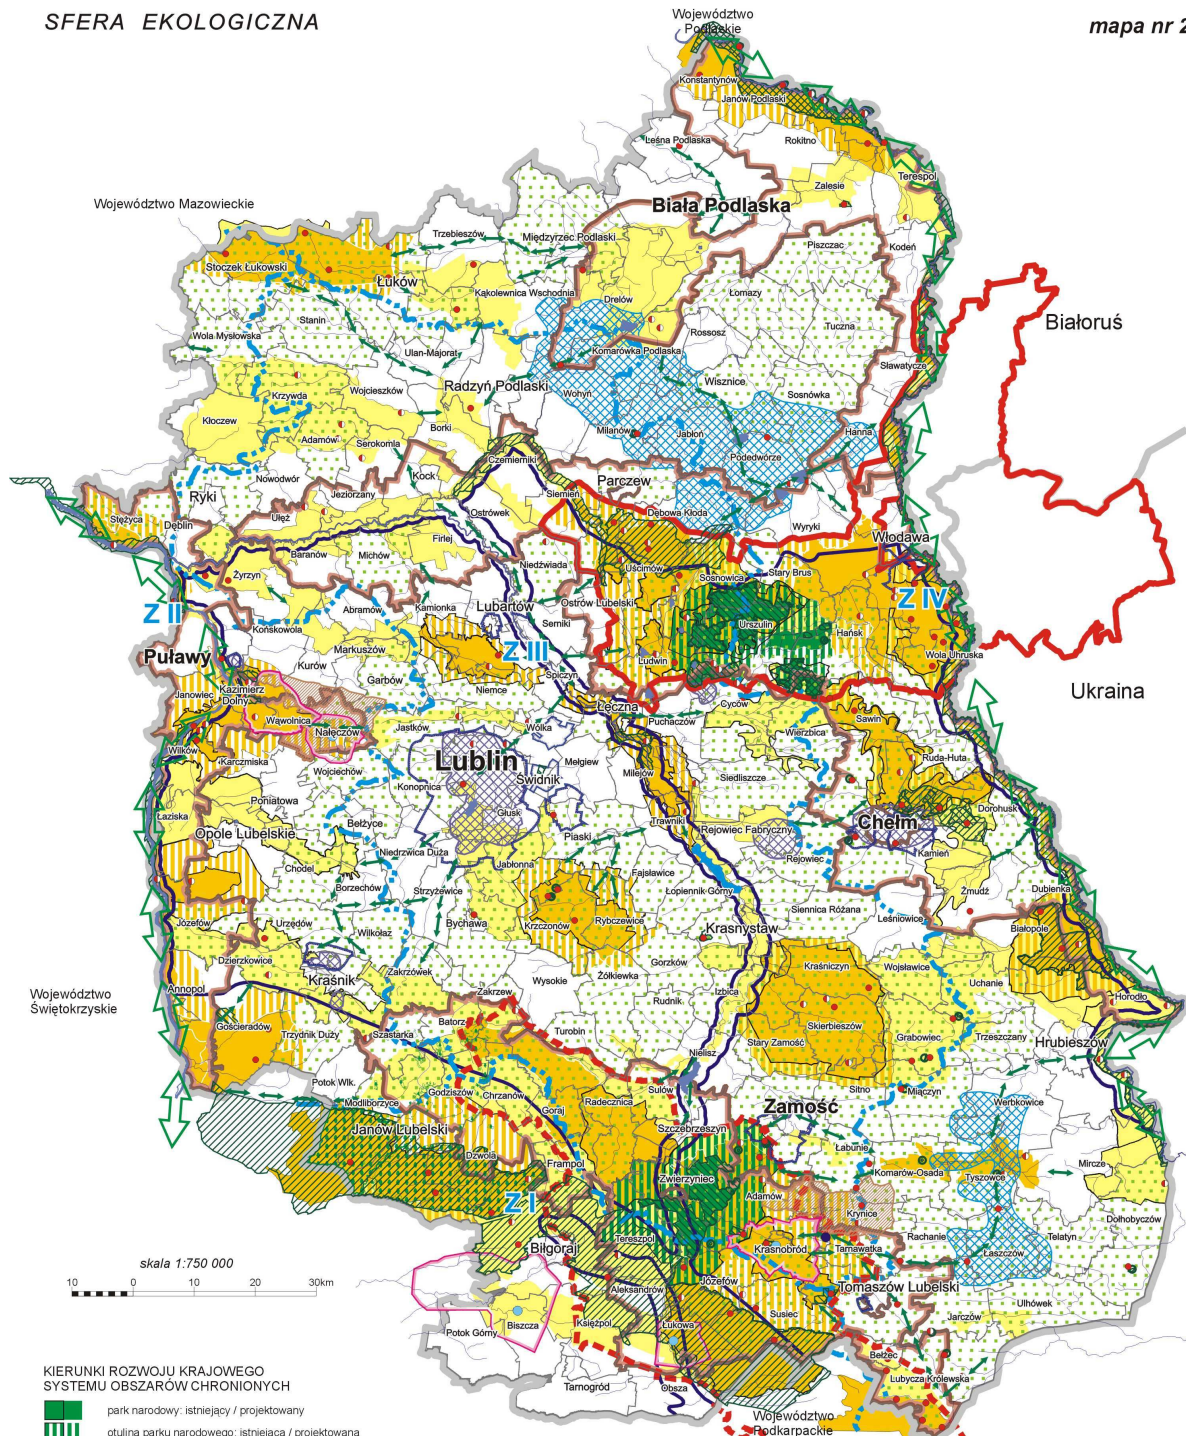 SFERA EKOLOGICZNA
mapa nr 2
Województwo
Podlaskie
Konstantynów
Janów Podlaski
Leśna Podlaska
Rokitno
Terespol
Zalesie
Biała Podlaska
Województwo Mazowieckie
Trzebieszów
Międzyrzec Podlaski
Piszczac
Kodeń
Stoczek Łukowski
Łuków
Kąkolewnica Wschodnia
Drelów
Łomazy
Białoruś
Stanin
Wola Mysłowska
Ulan-Majorat
Komarówka Podlaska
Rossosz
Tuczna
Sławatycze
Radzyń Podlaski
Wohyń
Wisznice
Sosnówka
Krzywda
Wojcieszków
Kłoczew
Borki
Milanów
Jabłoń
Hanna
Adamów
Serokomla
Podedwórze
Czemierniki
Nowodwór
Kock
Parczew
Ryki
Jeziorzany
Siemień
Stężyca
Dęblin
Ułęż
Ostrówek
Dębowa Kłoda
Wyryki
Włodawa
Firlej
Baranów
Michów
Niedźwiada
Uścimów
Żyrzyn
Sosnowica
Stary Brus
Z II
Abramów
Kamionka
Lubartów
Ostrów Lubelski
Z IV
Końskowola
Serniki
Urszulin
Hańsk
Markuszów
Z III
Puławy
Kurów
Ludwin
Wola Uhruska
Garbów
Niemce
Spiczyn
Ukraina
Janowiec
Kazimierz
Dolny
Łęczna
Cyców
Wąwolnica
Nałęczów
Jastków
Wólka
Puchaczów
Sawin
Wierzbica
Wilków
Karczmiska
Lublin
Mełgiew
Milejów
Ruda-Huta
Wojciechów
Konopnica
Świdnik
Siedliszcze
Poniatowa
Dorohusk
Łaziska
Głusk
Trawniki
Chełm
Bełżyce
Piaski
Rejowiec Fabryczny
Opole Lubelskie
Niedrzwica Duża
Rejowiec
Kamień
Chodel
Jabłonna
Fajsławice
Borzechów
Strzyżewice
Łopiennik Górny
Żmudź
Dubienka
Józefów
Urzędów
Bychawa
Krzczonów
Rybczewice
Siennica Różana
Leśniowice
Białopole
Wilkołaz
Krasnystaw
Dzierzkowice
Zakrzówek
Gorzków
Kraśniczyn
Wojsławice
Kraśnik
Żółkiewka
Uchanie
Annopol
Wysokie
Izbica
Horodło
Województwo
Świętokrzyskie
Zakrzew
Rudnik
Skierbieszów
Gościeradów
Trzydnik Duży
Szastarka
Batorz
Turobin
Stary Zamość
Grabowiec
Trzeszczany
Hrubieszów
Nielisz
Potok Wlk.
Godziszów
Chrzanów
Sułów
Sitno
Miączyn
Modliborzyce
Goraj
Radecznica
Zamość
Werbkowice
Janów Lubelski
Szczebrzeszyn
Łabunie
Dzwola
Frampol
Komarów-Osada
Tyszowce
Mircze
Zwierzyniec
Adamów
Z I
Krynice
Dołhobyczów
Tereszpol
Rachanie
Telatyn
Biłgoraj
Krasnobród
Tarnawatka
Łaszczów
skala 1:750 000
Józefów
Tomaszów Lubelski
10 0 10 20 30km
Aleksandrów
Ulhówek
Susiec
Jarczów
Biszcza
Księżpol
Łukowa
Potok Górny
Bełżec
Lubycza Królewska
KIERUNKI ROZWOJU KRAJOWEGO
SYSTEMU OBSZARÓW CHRONIONYCH
Tarnogród
Obsza
park narodowy: istniejący / projektowany
Województwo
Podkarpackie
otulina parku narodowego: istniejąca / projektowana